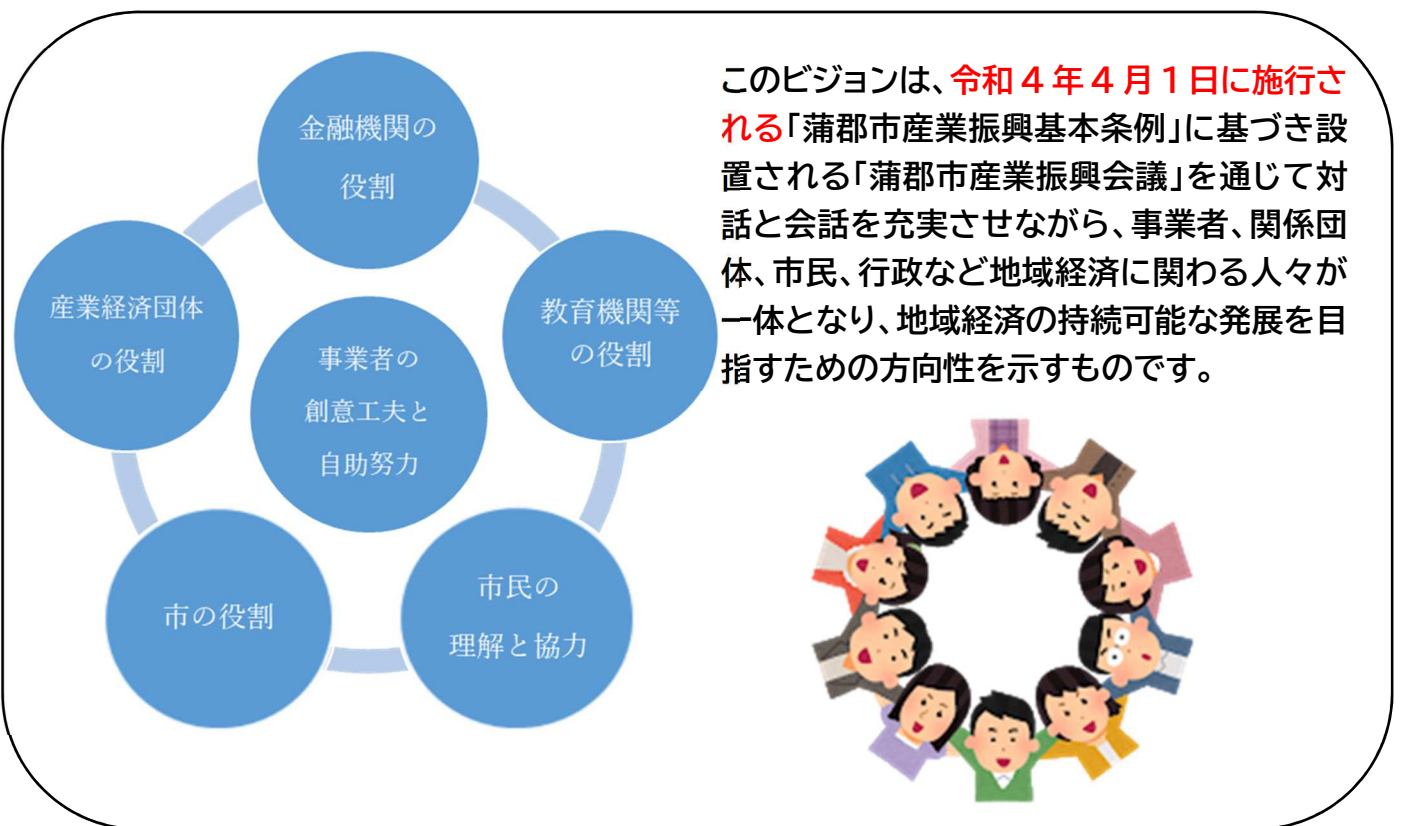 金融機関の
役割
産業経済団体
の役割
教育機関等
の役割
事業者の
創意工夫と
自助努力
市の役割
市民の
理解と協力
このビジョンは、令和4年4月1日に施行さ
れる「蒲郡市産業振興基本条例」に基づき設
置される「蒲郡市産業振興会議」を通じて対
話と会話を充実させながら、事業者、関係団
体、市民、行政など地域経済に関わる人々が
一体となり、地域経済の持続可能な発展を目
指すための方向性を示すものです。